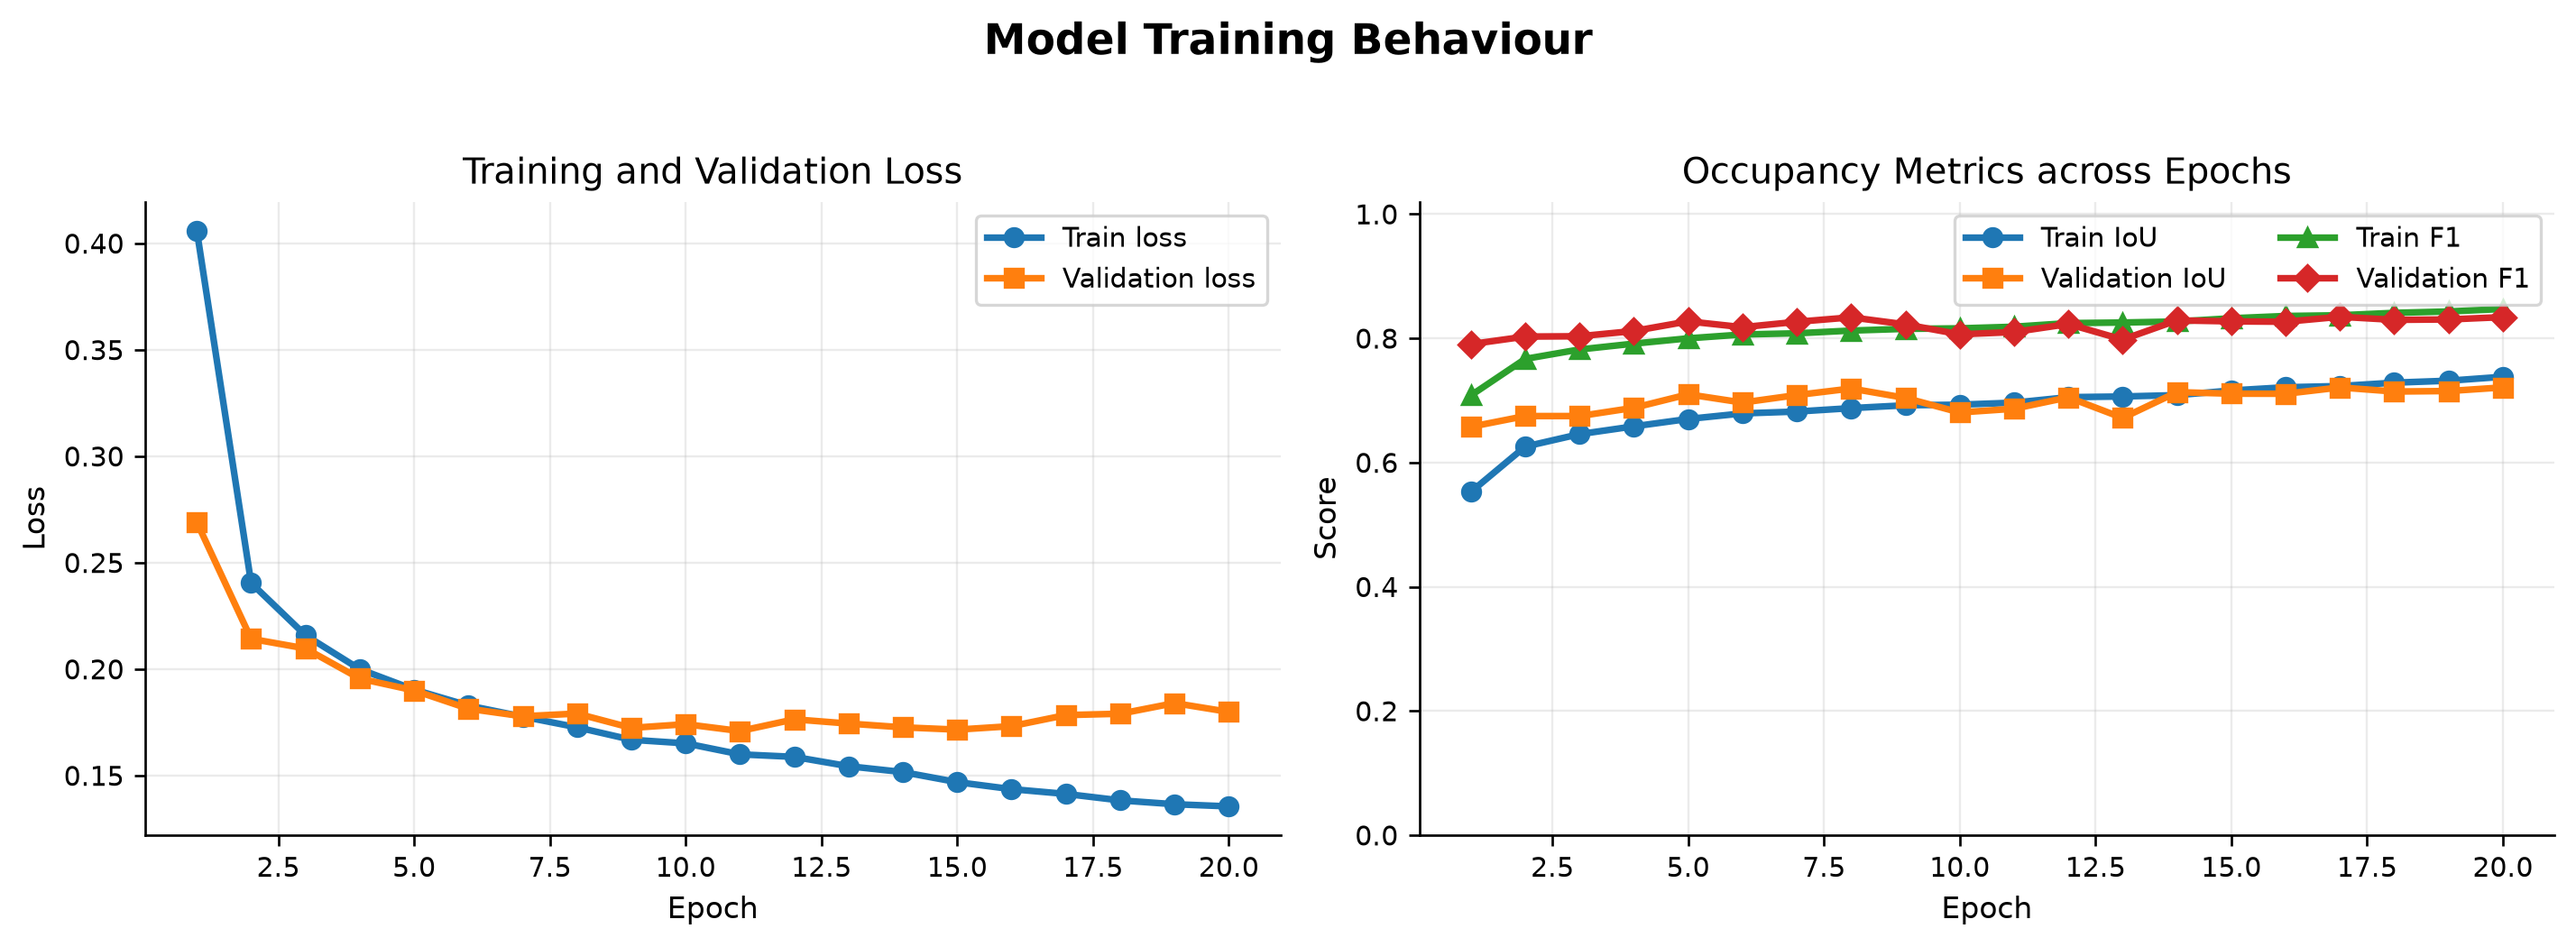 Model Training Behaviour
Training and Validation Loss
Train loss
Validation loss
0.40
0.35
0.30
0.25
0.20
0.15
Loss
2.5 5.0 7.5 10.0 12.5 15.0 17.5 20.0
Epoch
Occupancy Metrics across Epochs
Train IoU Train F1
Validation IoU Validation F1
1.0
0.8
0.6
0.4
0.2
0.0
Score
2.5 5.0 7.5 10.0 12.5 15.0 17.5 20.0
Epoch